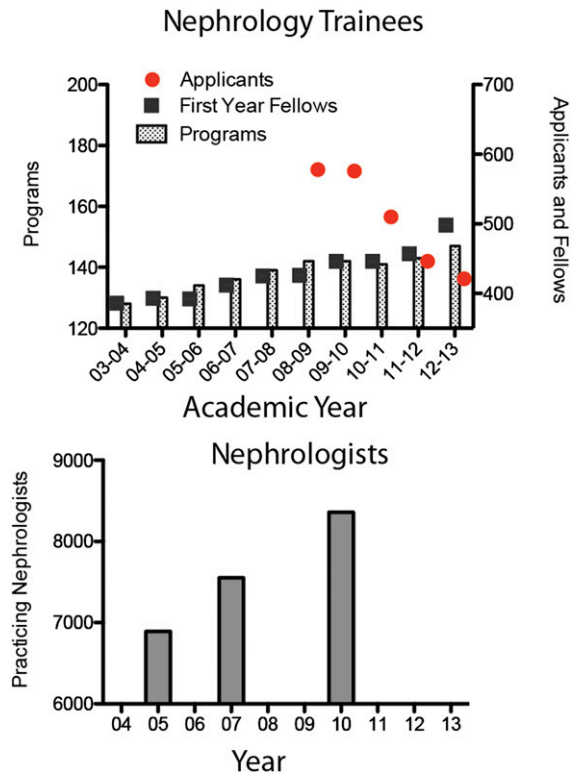 Nephrology Trainees
200
180
160
140
120
Programs
Applicants
First Year Fellows
Programs
700
600
500
400
Applicants and Fellows
03-04
04-05
05-06
06-07
07-08
08-09
09-10
10-11
11-12
12-13
Academic Year
Nephrologists
9000
8000
7000
6000
Practicing Nephrologists
04 05 06 07 08 09 10 11 12 13
Year